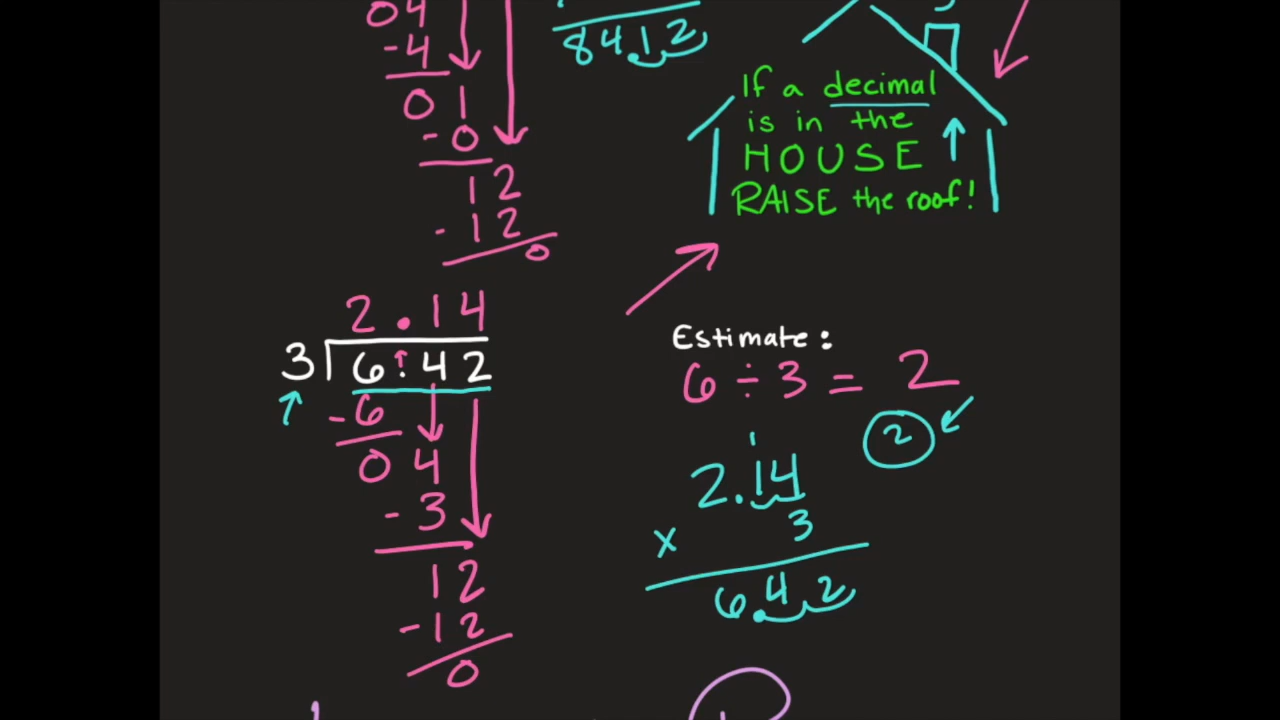 04
-4
01
-0
12
-12
0
84.12
If a decimal
is in the
HOUSE
RAISE the roof!
2.14
3 6.42
-6
04
-3
12
-12
0
Estimate:
6 ÷ 3 = 2
2
1
2.14
x 3
6.42